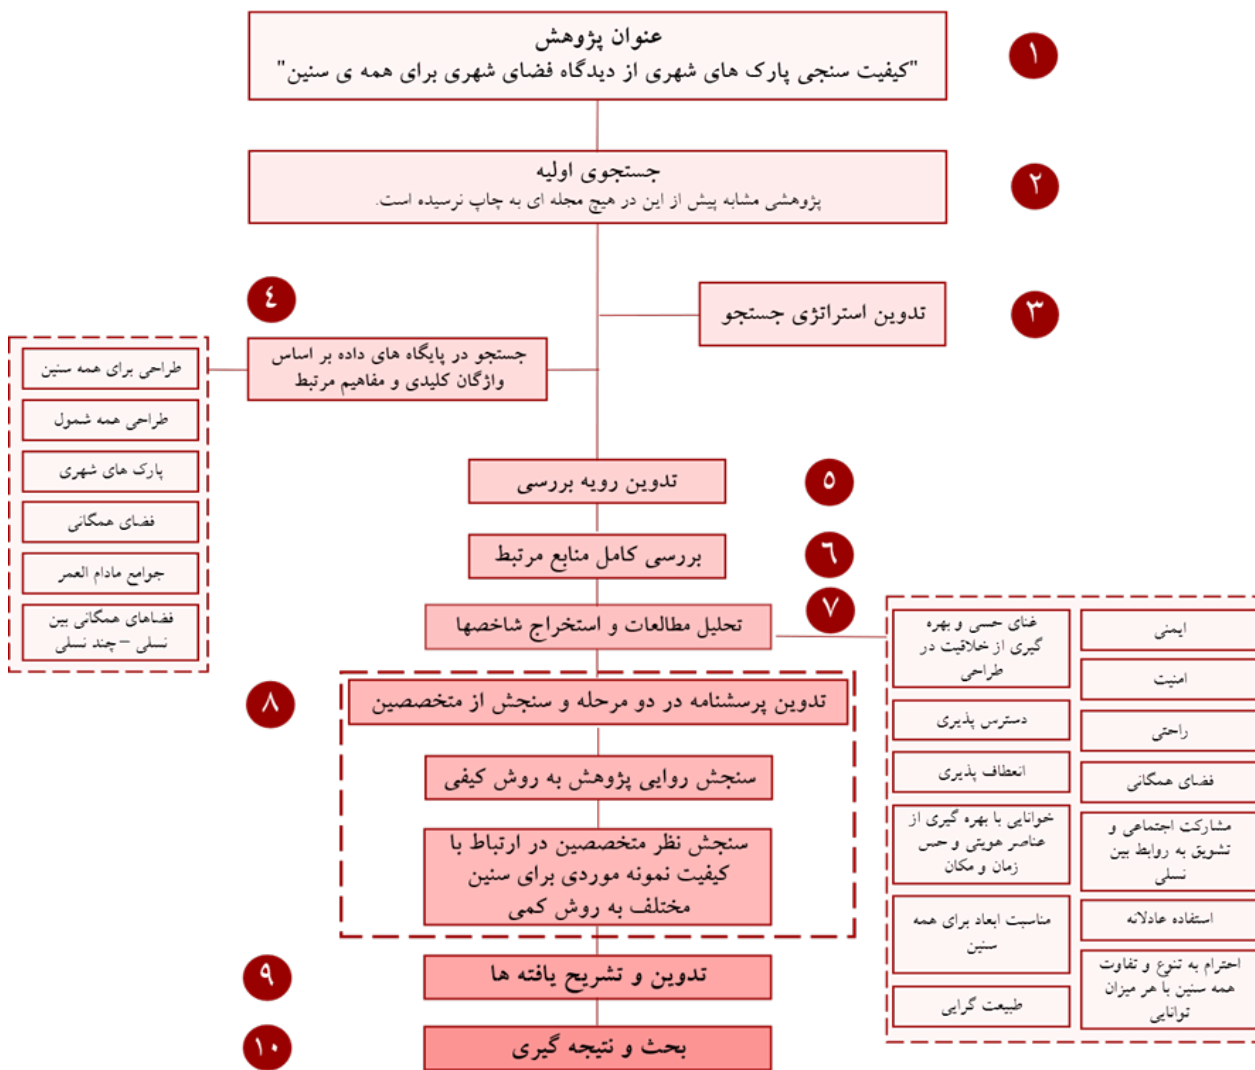 عنوان پژوهش
"کیفیت سنجی پارک های شهری از دیدگاه فضای شهری برای همه ی سنین"
۱
جستجوی اولیه
پژوهشی مشابه پیش از این در هیچ مجله ای به چاپ نرسیده است.
۲
تدوین استراتژی جستجو
۳
٤
جستجو در پایگاه های داده بر اساس
واژگان کلیدی و مفاهیم مرتبط
طراحی برای همه سنین
طراحی همه شمول
پارک های شهری
فضای همگانی
جوامع مادام العمر
فضاهای همگانی بین
نسلی – چند نسلی
تدوین رویه بررسی
٥
بررسی کامل منابع مرتبط
٦
تحلیل مطالعات و استخراج شاخصها
۷
ایمنی
امنیت
راحتی
فضای همگانی
مشارکت اجتماعی و
تشویق به روابط بین
نسلی
استفاده عادلانه
احترام به تنوع و تفاوت
همه سنین با هر میزان
توانایی
غنای حسی و بهره
گیری از خلاقیت در
طراحی
دسترس پذیری
انعطاف پذیری
خوانایی با بهره گیری از
عناصر هویتی و حس
زمان و مکان
مناسبت ابعاد برای همه
سنین
طبیعت گرایی
۸
تدوین پرسشنامه در دو مرحله و سنجش از متخصصین
سنجش روایی پژوهش به روش کیفی
سنجش نظر متخصصین در ارتباط با
کیفیت نمونه موردی برای سنین
مختلف به روش کمی
۹
تدوین و تشریح یافته ها
۱۰
بحث و نتیجه گیری